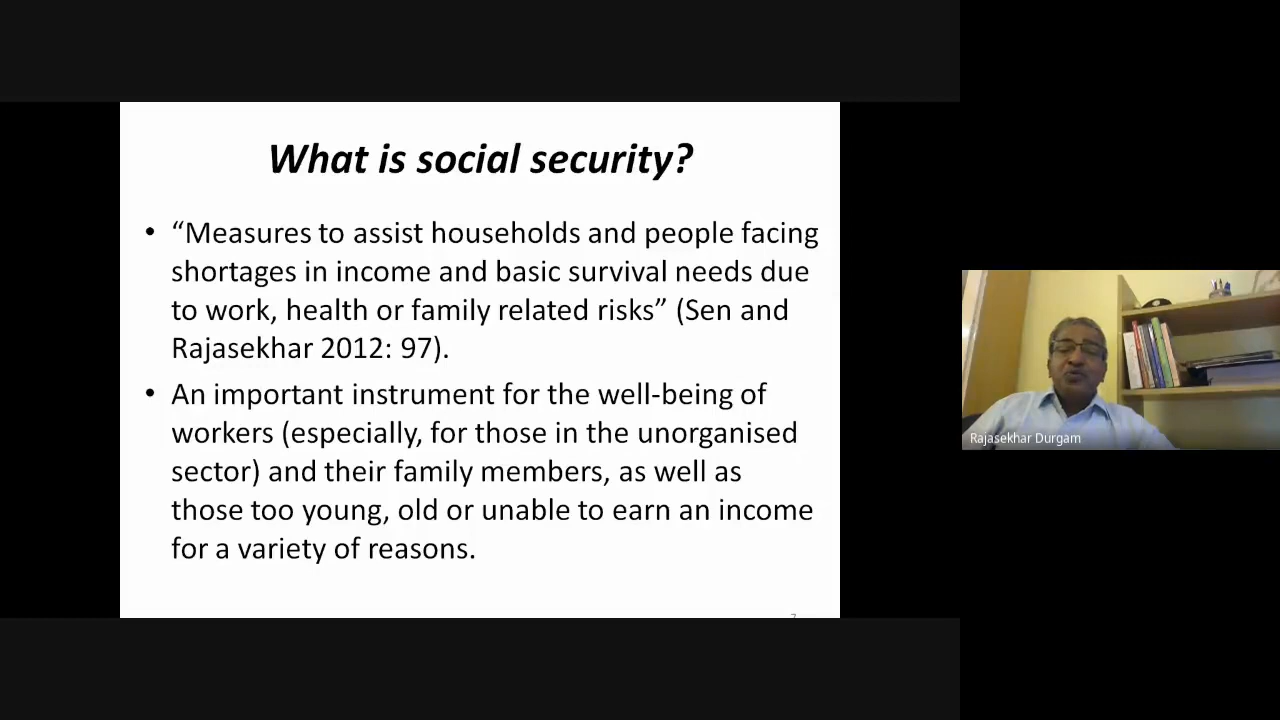 What is social security?
• “Measures to assist households and people facing
shortages in income and basic survival needs due
to work, health or family related risks” (Sen and
Rajasekhar 2012: 97).
• An important instrument for the well-being of
workers (especially, for those in the unorganised
sector) and their family members, as well as
those too young, old or unable to earn an income
for a variety of reasons.
7
Rajasekhar Durgam